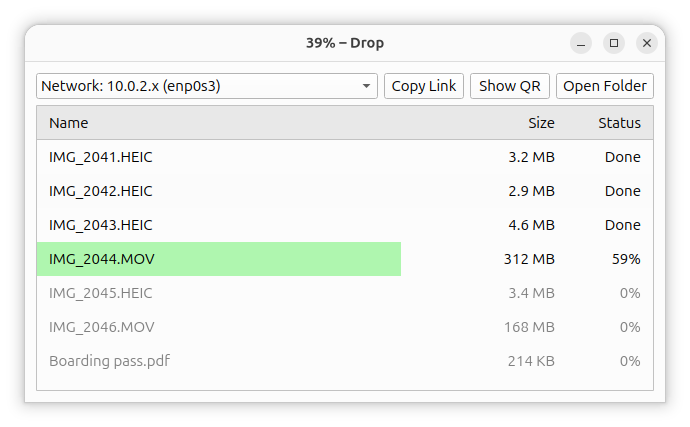 39% – Drop
Network: 10.0.2.x (enp0s3) Copy Link Show QR Open Folder
Name Size Status
IMG_2041.HEIC 3.2 MB Done
IMG_2042.HEIC 2.9 MB Done
IMG_2043.HEIC 4.6 MB Done
IMG_2044.MOV 312 MB 59%
IMG_2045.HEIC 3.4 MB 0%
IMG_2046.MOV 168 MB 0%
Boarding pass.pdf 214 KB 0%